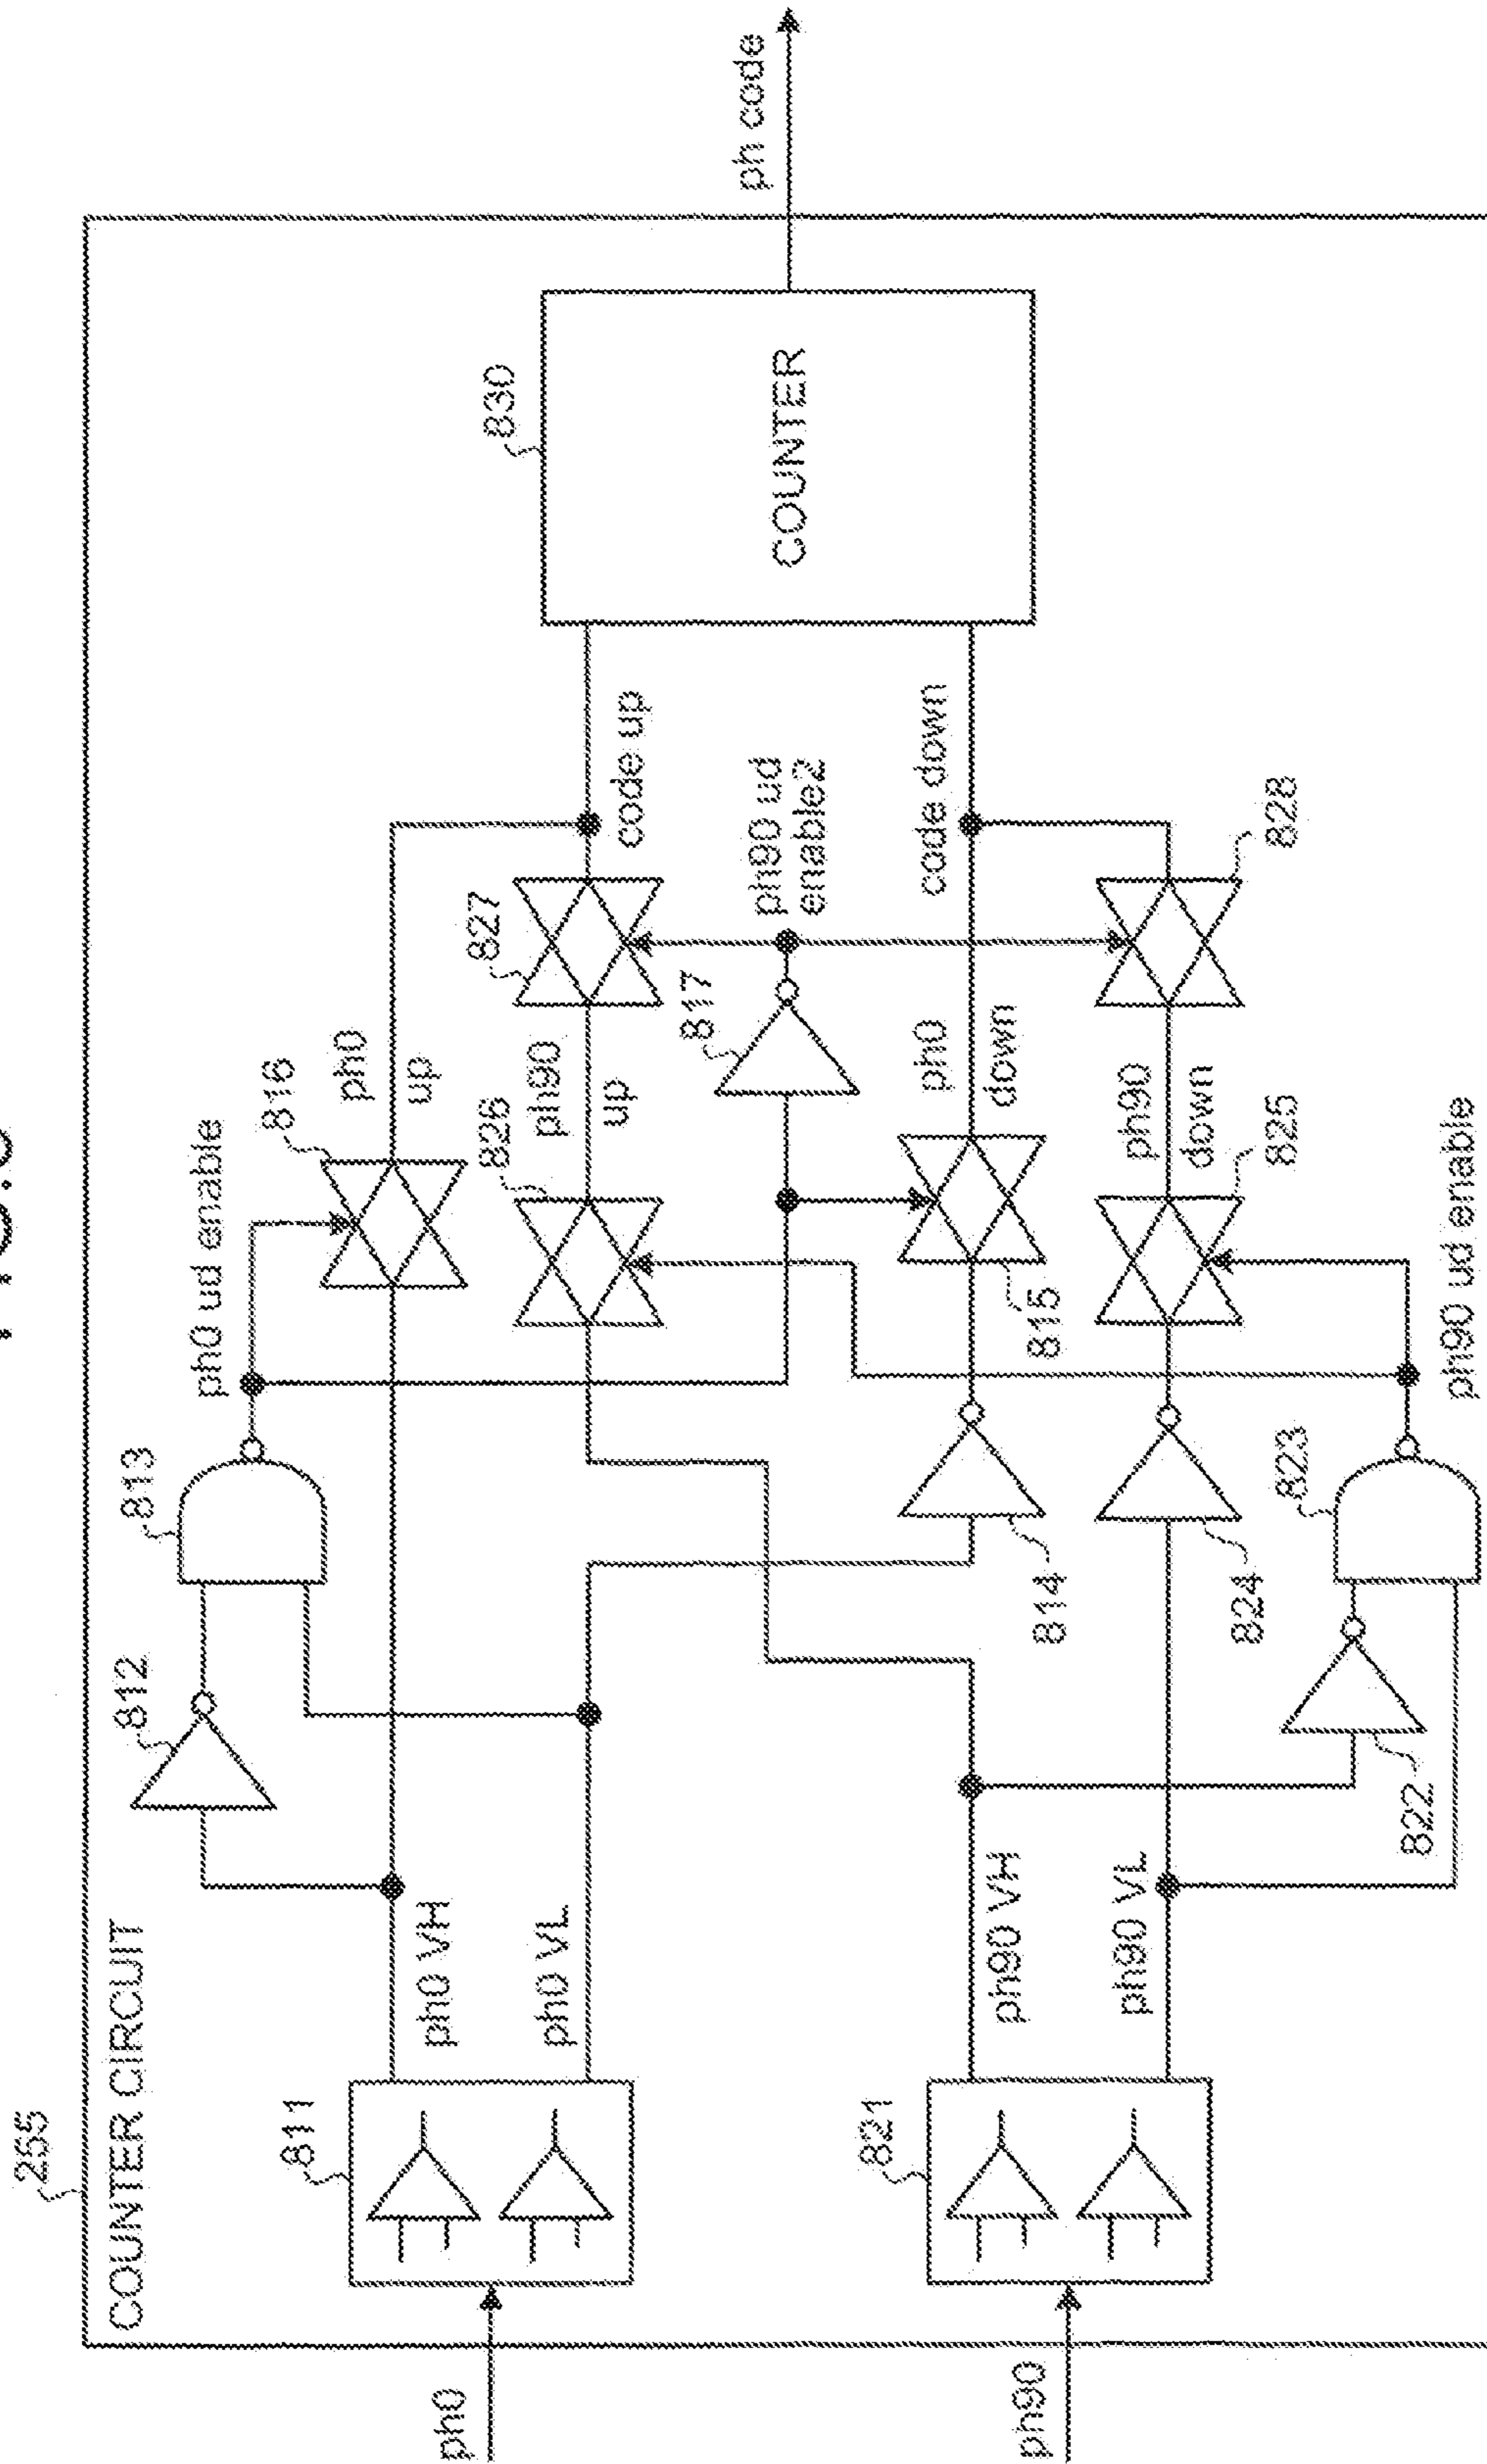 255
COUNTER CIRCUIT
ph0
811
ph0 VH
ph0 VL
812
813
ph0 ud enable
816
ph0
up
826
ph90
up
827
code up
817
ph90 ud
enable2
830
COUNTER
ph code
ph90
821
ph90 VH
ph90 VL
814
815
ph0
down
code down
824
825
ph90
down
828
822
823
ph90 ud enable